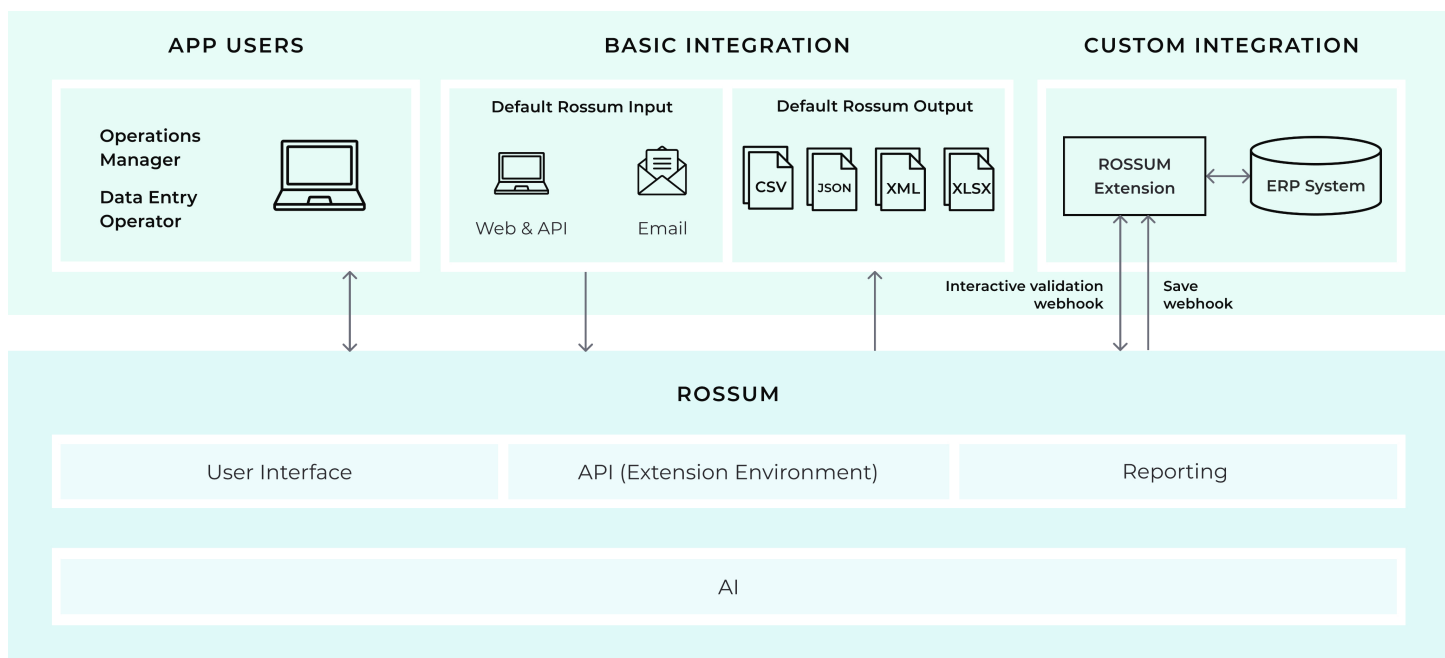 APP USERS
BASIC INTEGRATION
CUSTOM INTEGRATION
Operations
Manager
Data Entry
Operator
Default Rossum Input
Web & API
Email
Default Rossum Output
CSV
JSON
XML
XLSX
ROSSUM
Extension
ERP System
Interactive validation
webhook
Save
webhook
ROSSUM
User Interface
API (Extension Environment)
Reporting
AI